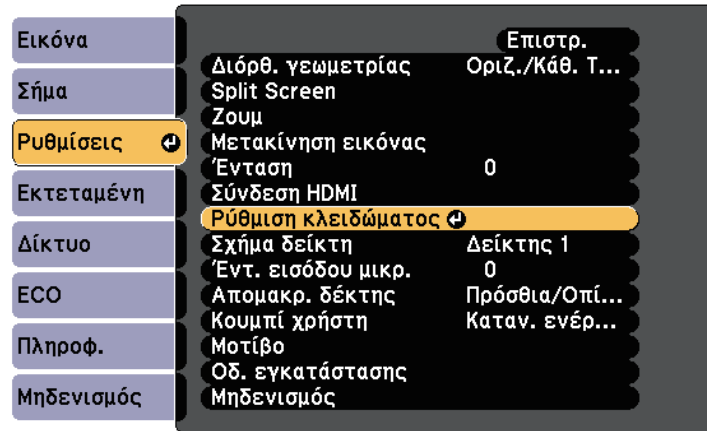 Εικόνα
Σήμα
Ρυθμίσεις
Εκτεταμένη
Δίκτυο
ECO
Πληροφ.
Μηδενισμός
Επιστρ.
Διόρθ. γεωμετρίας Οριζ./Κάθ. Τ...
Split Screen
Ζουμ
Μετακίνηση εικόνας
Ένταση 0
Σύνδεση HDMI
Ρύθμιση κλειδώματος
Σχήμα δείκτη Δείκτης 1
Έντ. εισόδου μικρ. 0
Απομακρ. δέκτης Πρόσθια/Οπί...
Κουμπί χρήστη Καταν. ενέρ...
Μοτίβο
Οδ. εγκατάστασης
Μηδενισμός